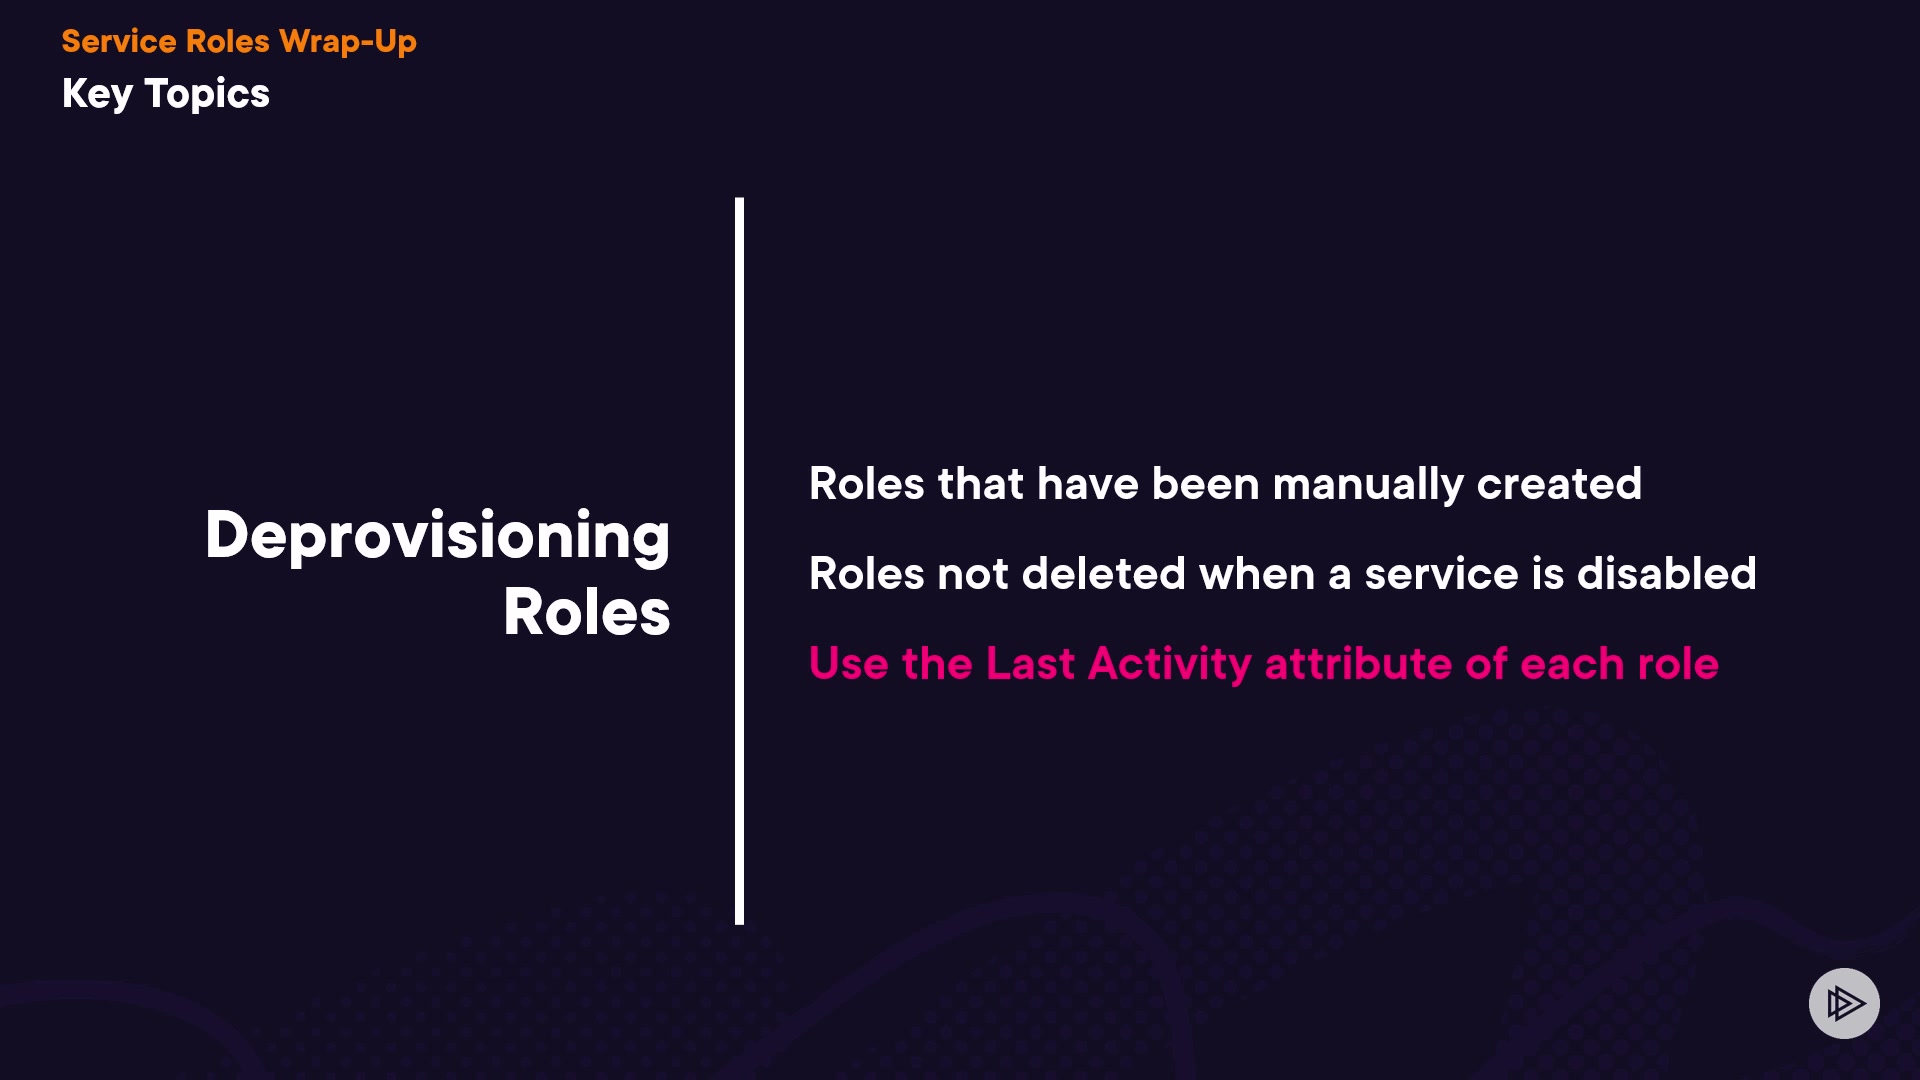 Service Roles Wrap-Up
Key Topics
Deprovisioning
Roles
Roles that have been manually created
Roles not deleted when a service is disabled
Use the Last Activity attribute of each role